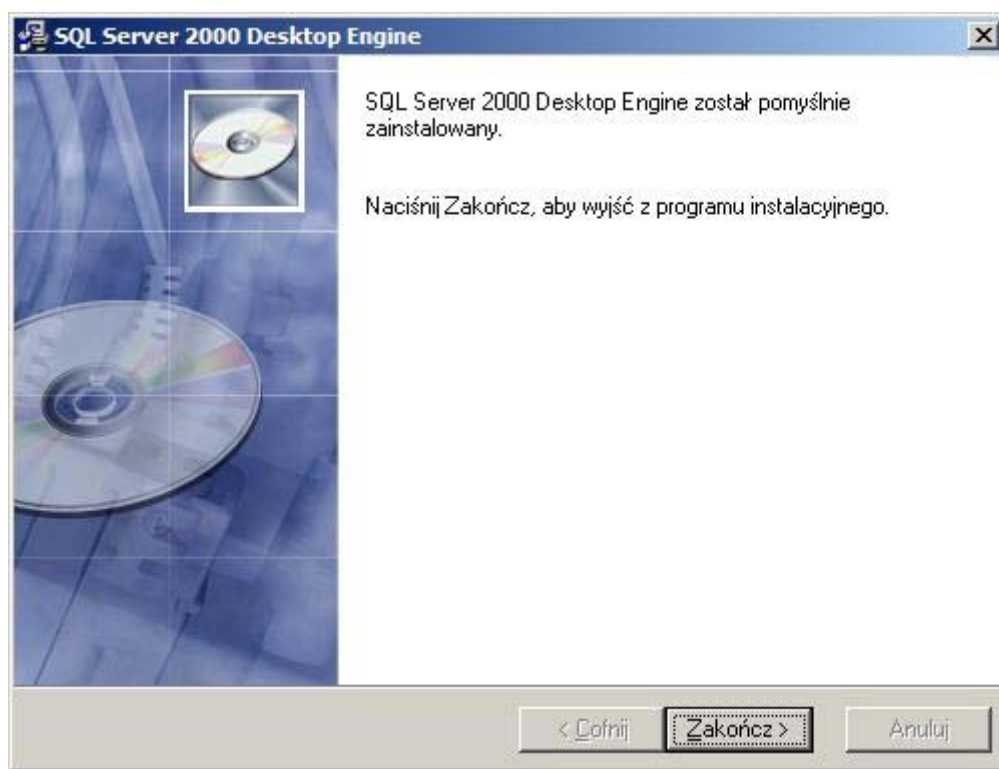 SQL Server 2000 Desktop Engine
SQL Server 2000 Desktop Engine został pomyślnie
zainstalowany.
Naciśnij Zakończ, aby wyjść z programu instalacyjnego.
< Cofnij
Zakończ >
Anuluj